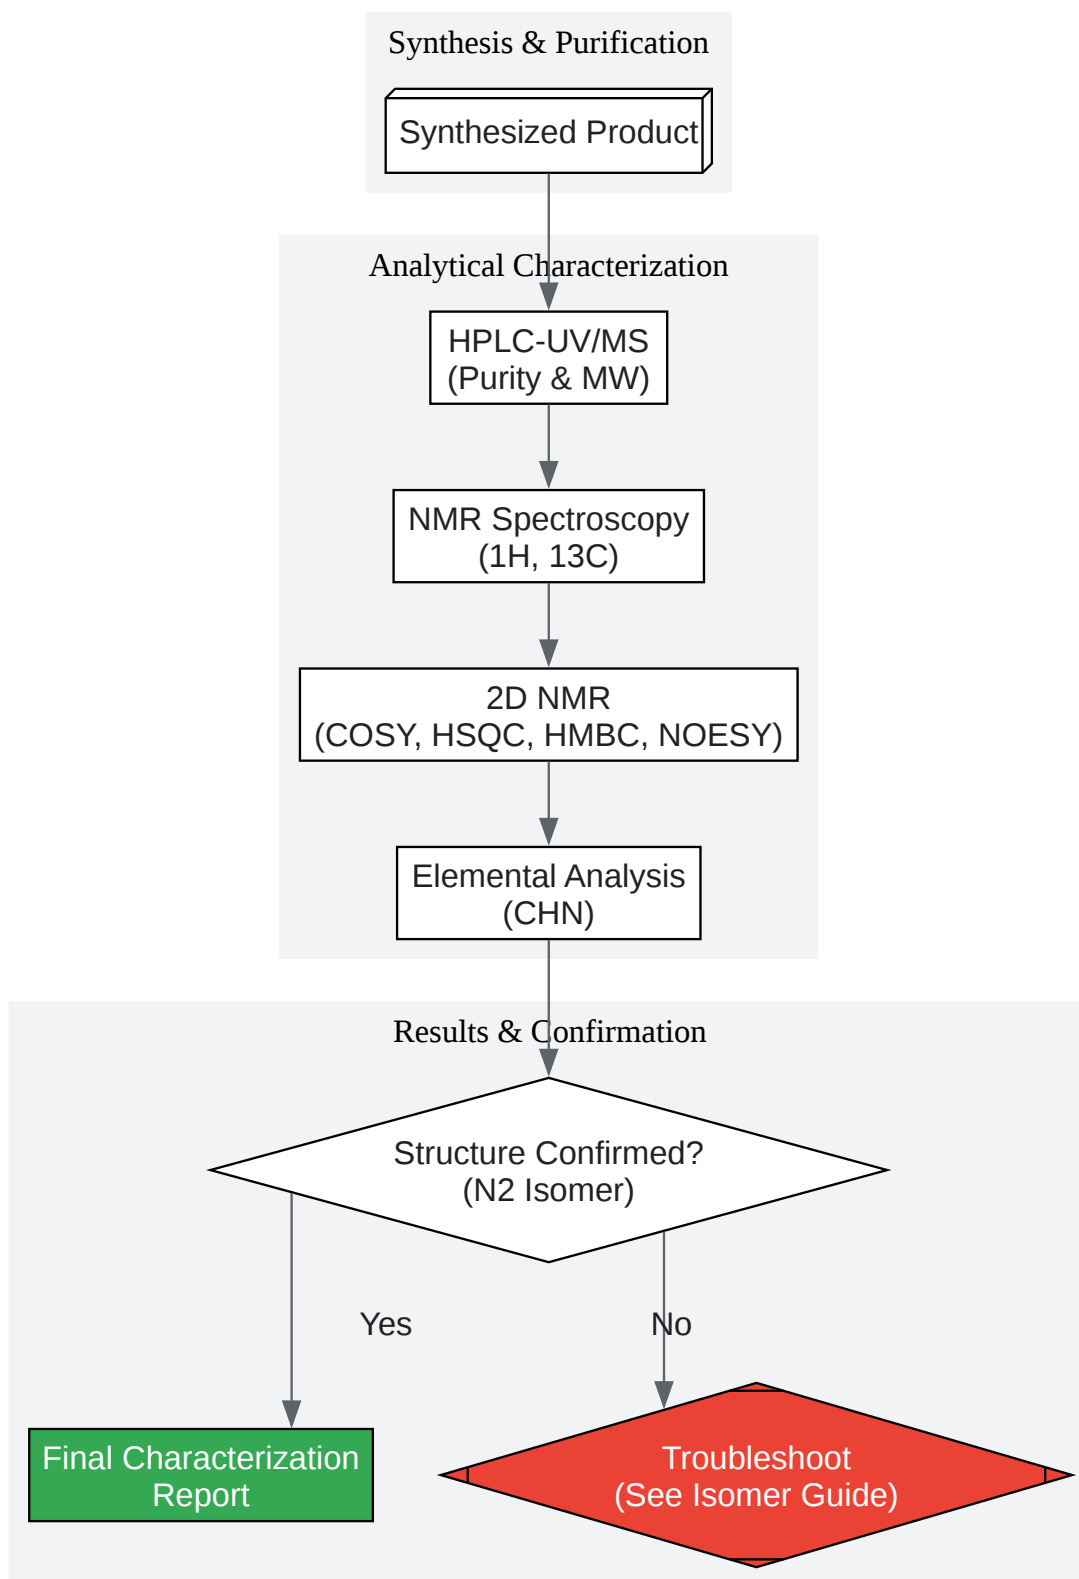 Synthesis & Purification
Synthesized Product
Analytical Characterization
HPLC-UV/MS
(Purity & MW)
NMR Spectroscopy
(1H, 13C)
2D NMR
(COSY, HSQC, HMBC, NOESY)
Elemental Analysis
(CHN)
Results & Confirmation
Structure Confirmed?
(N2 Isomer)
Yes
No
Final Characterization
Report
Troubleshoot
(See Isomer Guide)